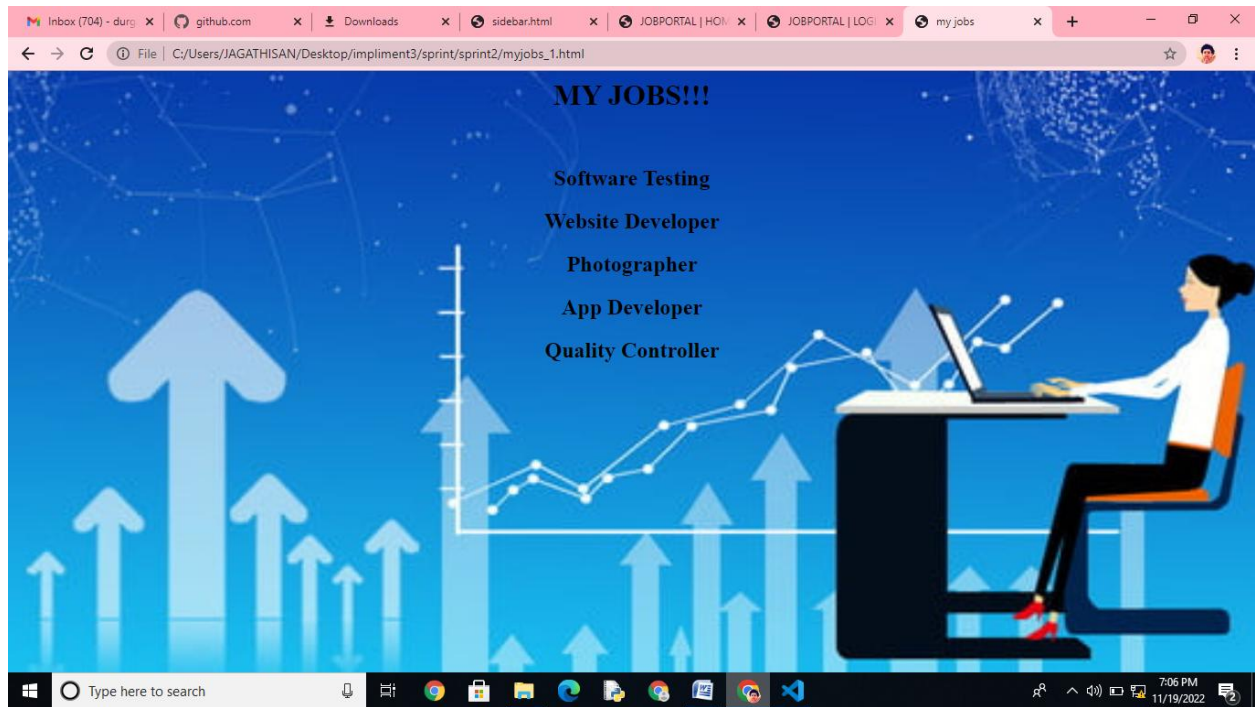 Inbox (704) - durg
github.com
Downloads
sidebar.html
JOBPORTAL | HOM
JOBPORTAL | LOGI
my jobs
File | C:/Users/JAGATHISAN/Desktop/impliment3/sprint/sprint2/myjobs_1.html
MY JOBS!!!
Software Testing
Website Developer
Photographer
App Developer
Quality Controller
Type here to search
7:06 PM
11/19/2022
2